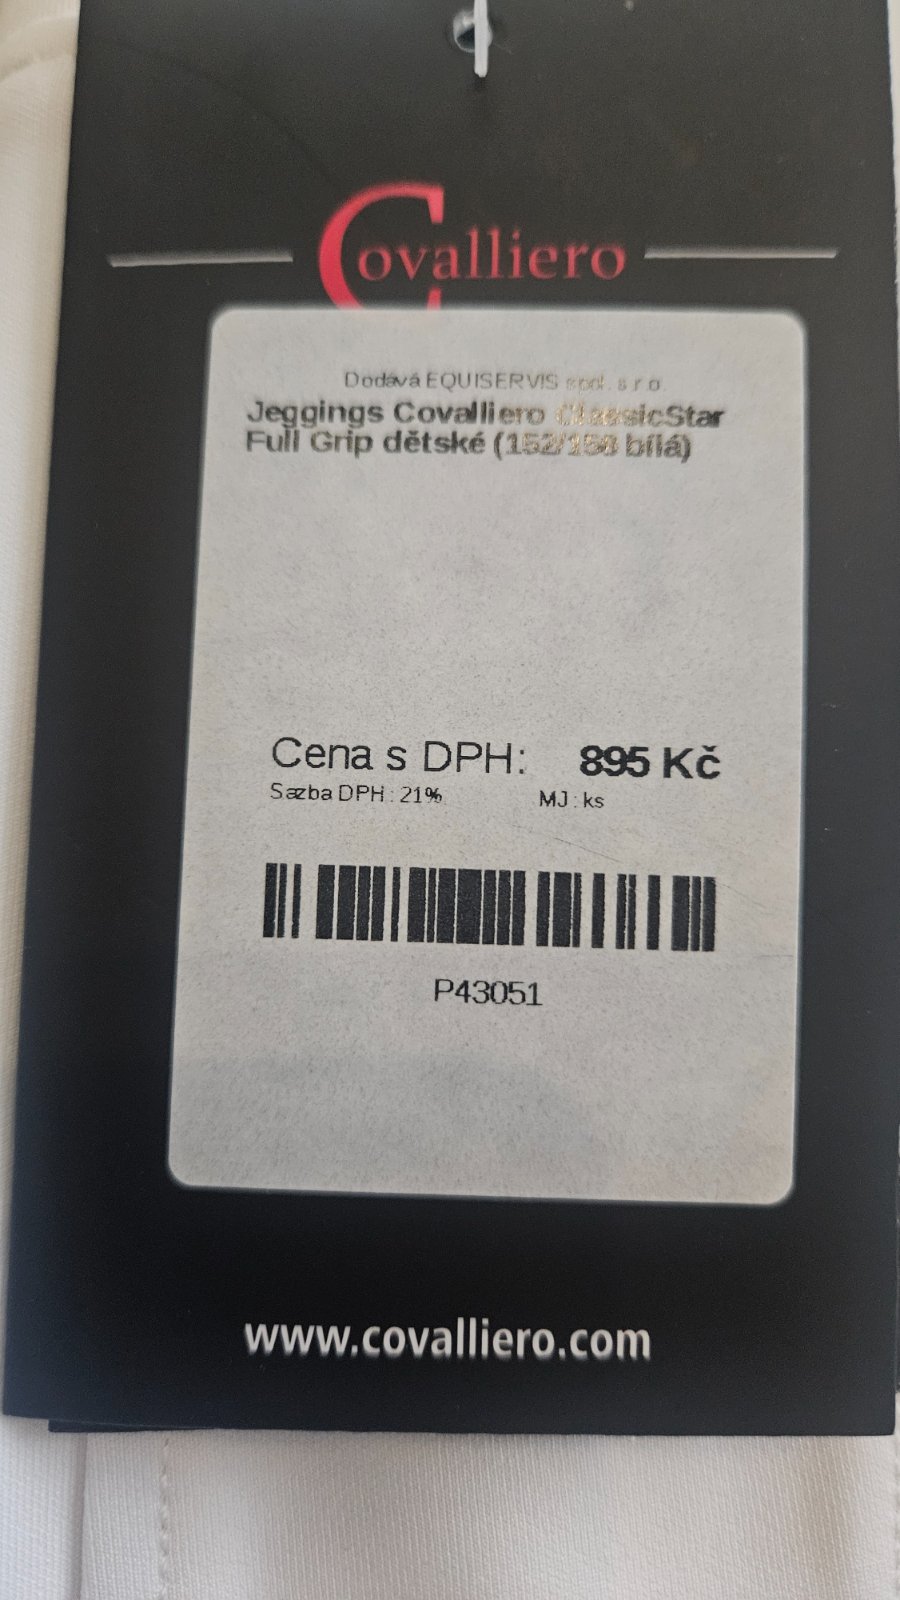 Covalliero
Dodává EQUISERVIS spol. s r.o.
Jeggings Covalliero ClassicStar
Full Grip dětské (152/158 bílá)
Cena s DPH: 895 Kč
Sazba DPH : 21% MJ : ks
P43051
www.covalliero.com